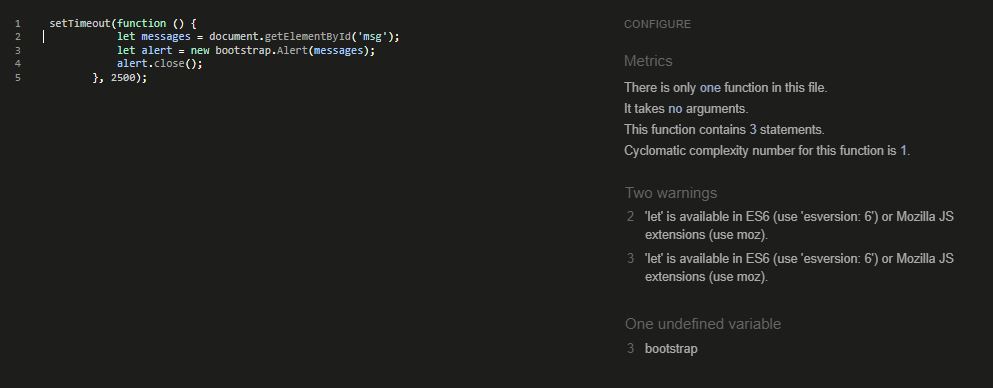 1 setTimeout(function () {
2 let messages = document.getElementById('msg');
3 let alert = new bootstrap.Alert(messages);
4 alert.close();
5 }, 2500);
CONFIGURE
Metrics
There is only one function in this file.
It takes no arguments.
This function contains 3 statements.
Cyclomatic complexity number for this function is 1.
Two warnings
2 'let' is available in ES6 (use 'esversion: 6') or Mozilla JS
extensions (use moz).
3 'let' is available in ES6 (use 'esversion: 6') or Mozilla JS
extensions (use moz).
One undefined variable
3 bootstrap